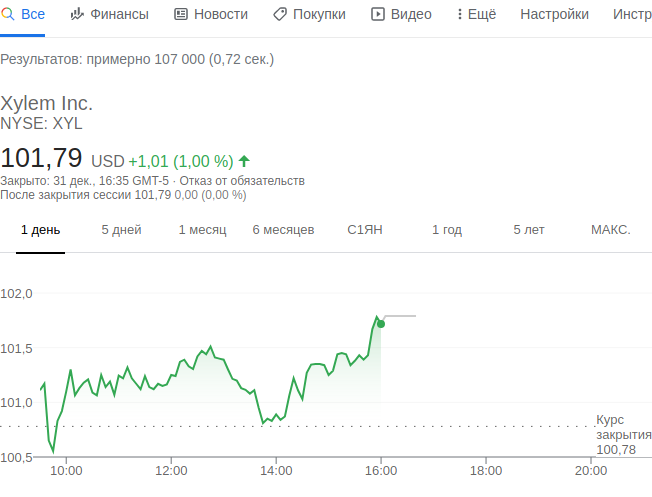 Все Финансы Новости Покупки Видео Ещё Настройки Инстр
Результатов: примерно 107 000 (0,72 сек.)
Xylem Inc.
NYSE: XYL
101,79 USD +1,01 (1,00 %)
Закрыто: 31 дек., 16:35 GMT-5 · Отказ от обязательств
После закрытия сессии 101,79 0,00 (0,00 %)
1 день 5 дней 1 месяц 6 месяцев С1ЯН 1 год 5 лет МАКС.
102,0
101,5
101,0
Курс
закрытия
100,78
100,5
10:00 12:00 14:00 16:00 18:00 20:00